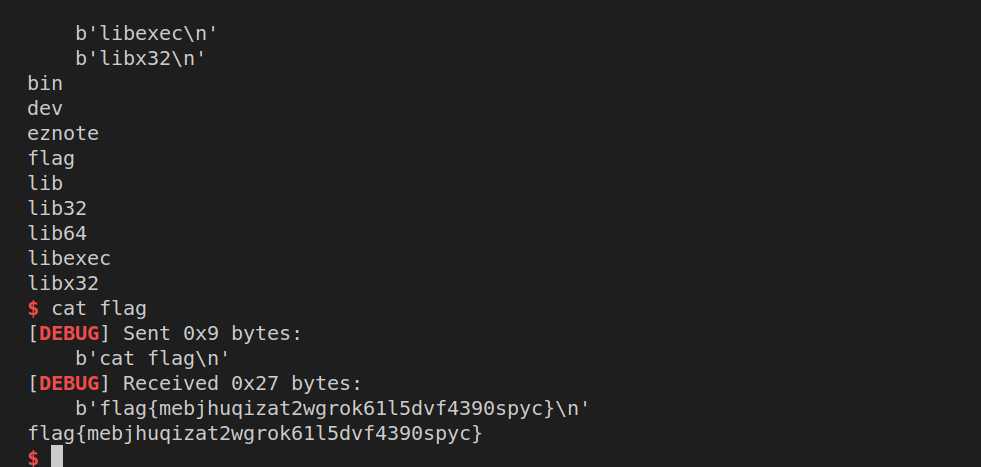 b'libexec\n'
b'libx32\n'
bin
dev
eznote
flag
lib
lib32
lib64
libexec
libx32
$ cat flag
[DEBUG] Sent 0x9 bytes:
b'cat flag\n'
[DEBUG] Received 0x27 bytes:
b'flag{mebjhuqizat2wgrok61l5dvf4390spyc}\n'
flag{mebjhuqizat2wgrok61l5dvf4390spyc}
$